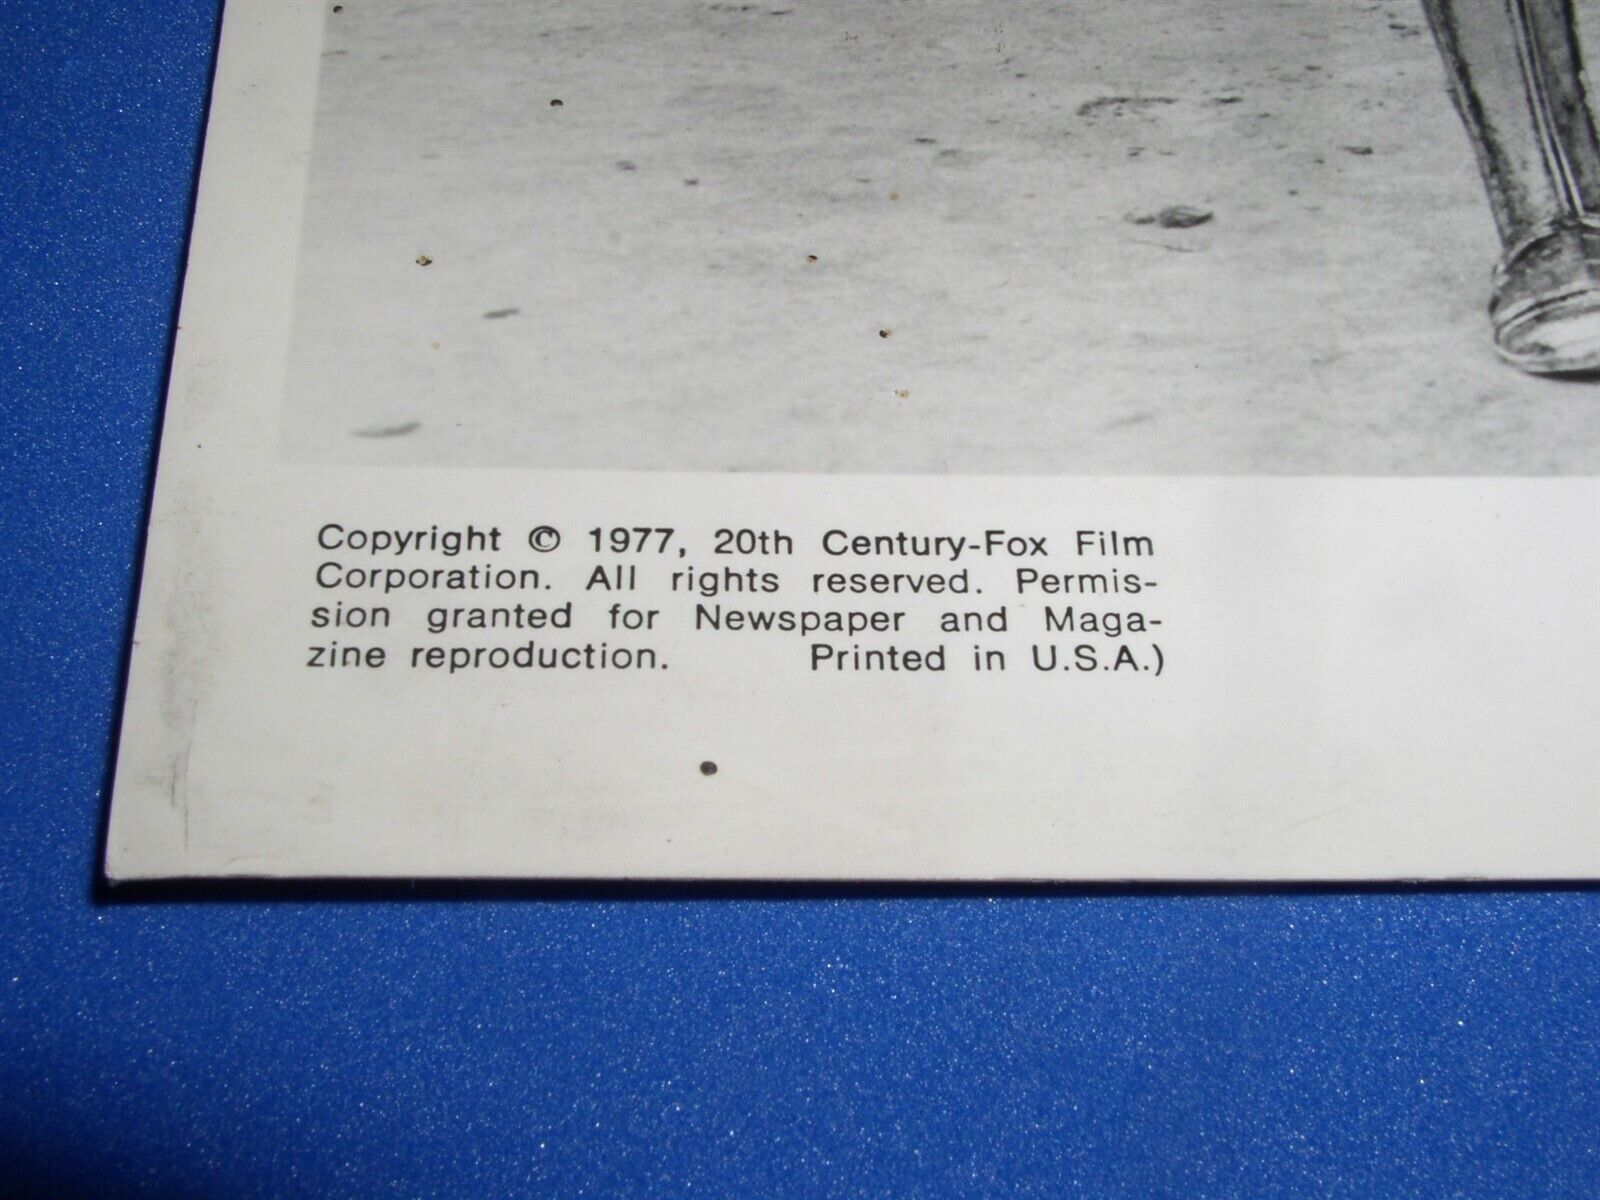 Copyright © 1977, 20th Century-Fox Film
Corporation. All rights reserved. Permis-
sion granted for Newspaper and Maga-
zine reproduction. Printed in U.S.A.)